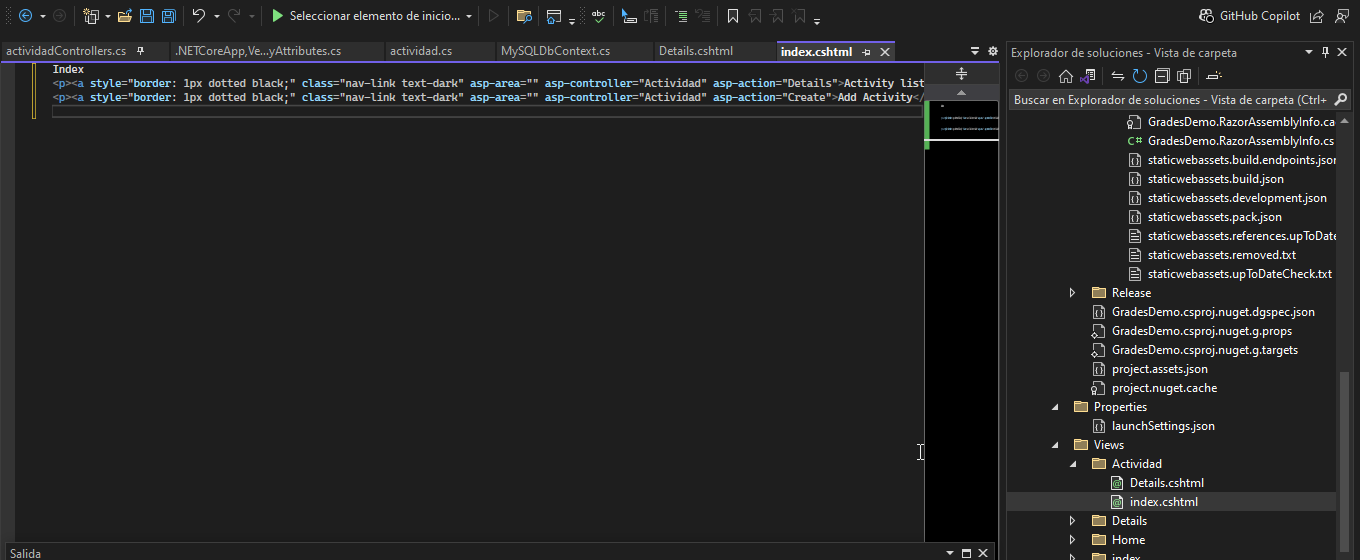 Seleccionar elemento de inicio...
abc
GitHub Copilot
actividadControllers.cs
.NETCoreApp,Ve...yAttributes.cs
actividad.cs
MySQLDbContext.cs
Details.cshtml
index.cshtml
Index
<p><a style="border: 1px dotted black;" class="nav-link text-dark" asp-area="" asp-controller="Actividad" asp-action="Details">Activity list
<p><a style="border: 1px dotted black;" class="nav-link text-dark" asp-area="" asp-controller="Actividad" asp-action="Create">Add Activity</
Explorador de soluciones - Vista de carpeta
Buscar en Explorador de soluciones - Vista de carpeta (Ctrl+
GradesDemo.RazorAssemblyInfo.ca
C# GradesDemo.RazorAssemblyInfo.cs
staticwebassets.build.endpoints.json
staticwebassets.build.json
staticwebassets.development.json
staticwebassets.pack.json
staticwebassets.references.upToDate
staticwebassets.removed.txt
staticwebassets.upToDateCheck.txt
Release
GradesDemo.csproj.nuget.dgspec.json
GradesDemo.csproj.nuget.g.props
GradesDemo.csproj.nuget.g.targets
project.assets.json
project.nuget.cache
Properties
launchSettings.json
Views
Actividad
Details.cshtml
index.cshtml
Details
Home
index
Salida